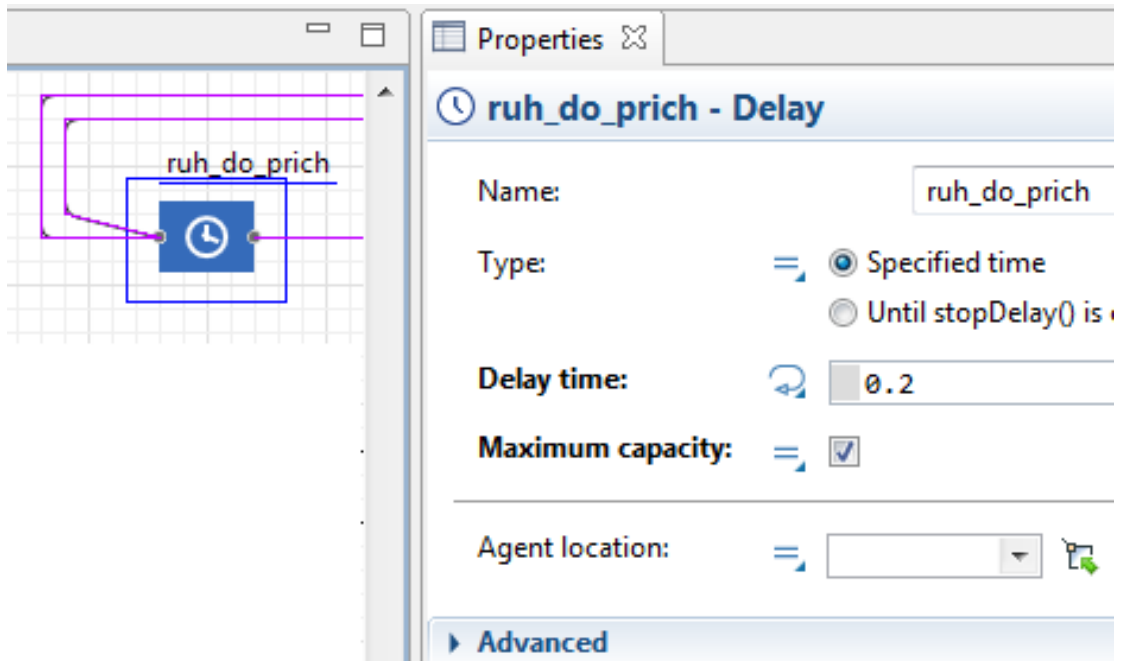 Properties
ruh_do_prich - Delay
ruh_do_prich
Name: ruh_do_prich
Type: Specified time
Until stopDelay() is
Delay time: 0.2
Maximum capacity:
Agent location:
Advanced